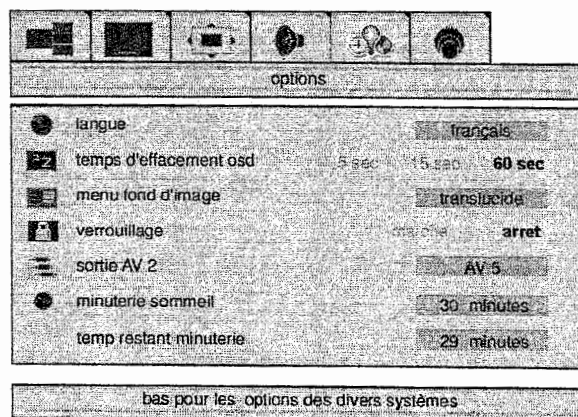 options
langue français
temps d'effacement osd 5 sec 15 sec 60 sec
menu fond d'image translucide
verrouillage marche arret
sortie AV 2 AV 5
minuterie sommeil 30 minutes
temp restant minuterie 29 minutes
bas pour les options des divers systèmes